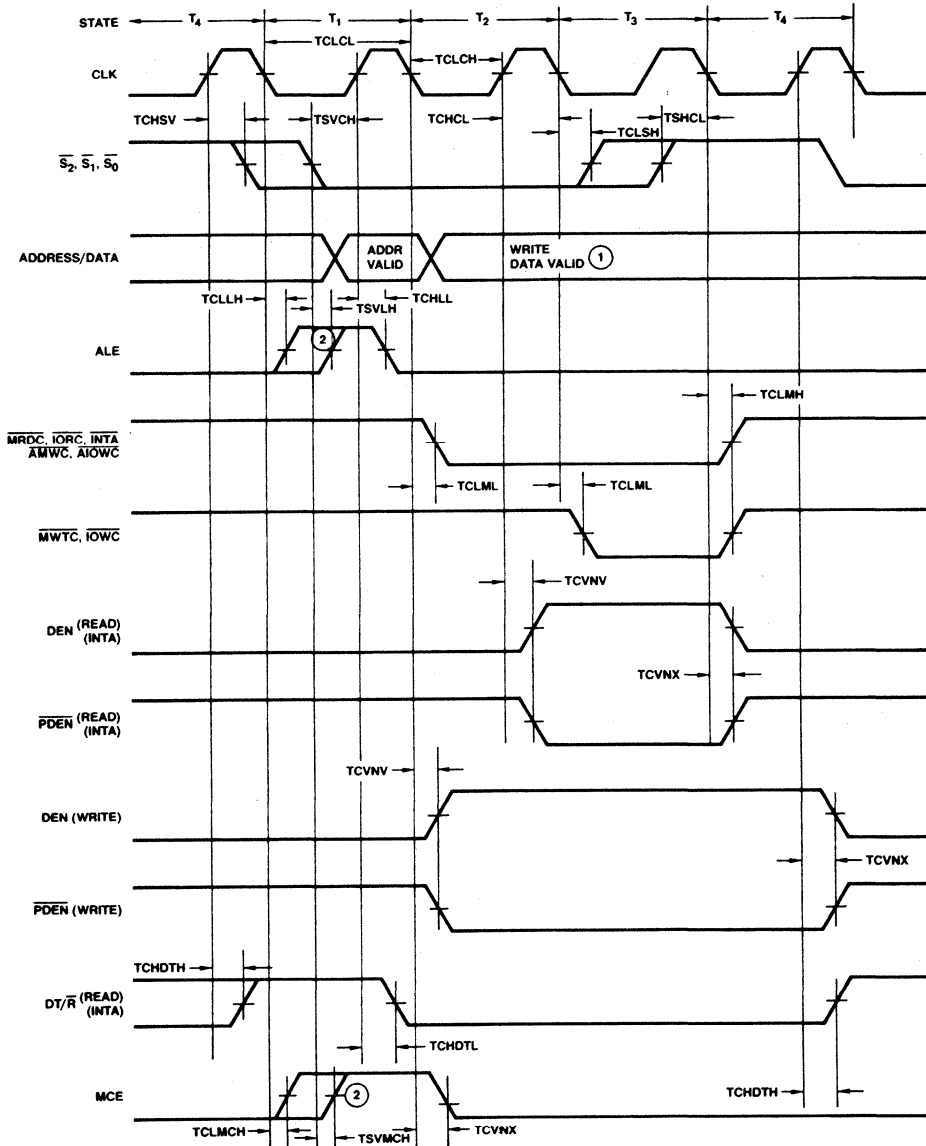 STATE T4 T1 T2 T3 T4
TCLCL
TCLCH
CLK
TCHSV TSVCH TCHCL TSHCL
TCLSH
S2, S1, S0
ADDRESS/DATA ADDR VALID WRITE DATA VALID 1
TCLLH TSVLH TCHLL
ALE 2
TCLMH
MRDC, IORC, INTA
AMWC, AIOWC
TCLML TCLML
MWTC, IOWC
TCVNV
DEN (READ)
(INTA)
TCVNX
PDEN (READ)
(INTA)
TCVNV
DEN (WRITE)
TCVNX
PDEN (WRITE)
TCHDTH
DT/R (READ)
(INTA)
TCHDTL
TCHDTH
MCE 2
TCLMCH TSVMCH TCVNX